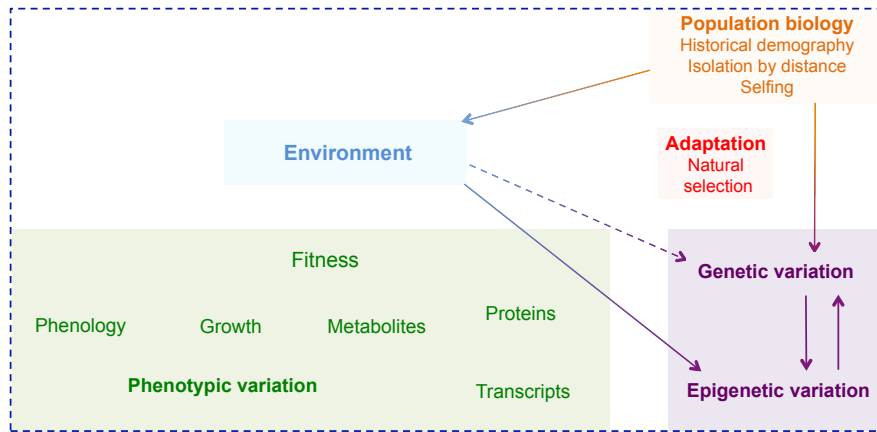 Population biology
Historical demography
Isolation by distance
Selfing
Environment
Adaptation
Natural
selection
Fitness
Genetic variation
Phenology
Growth
Metabolites
Proteins
Phenotypic variation
Transcripts
Epigenetic variation